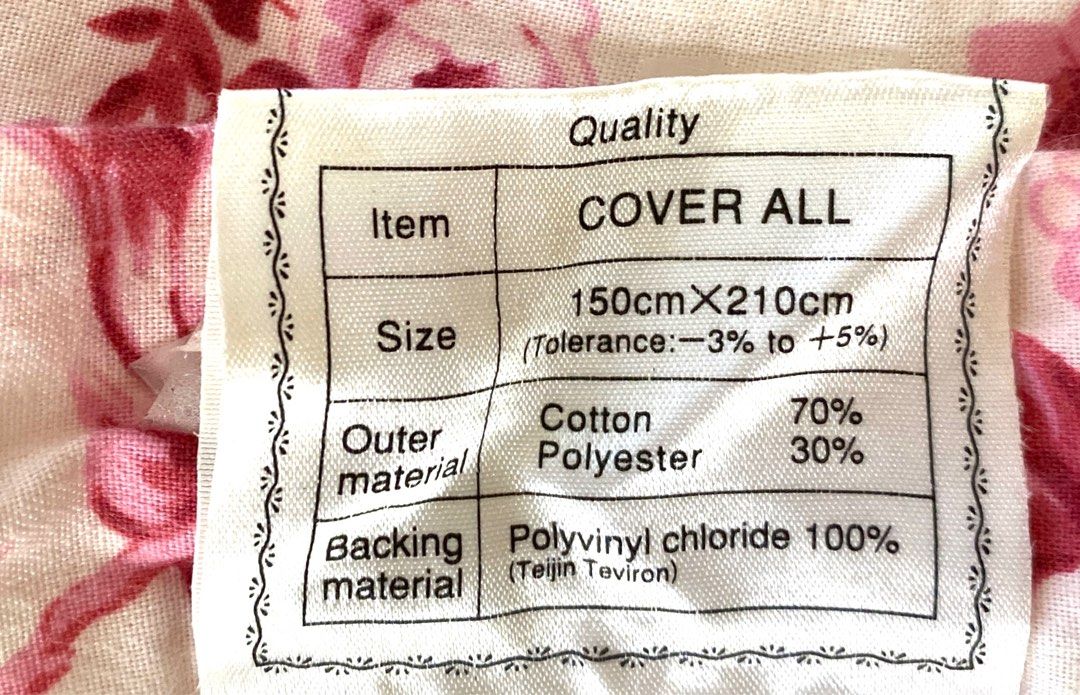 Quality
Item COVER ALL
Size 150cm×210cm
(Tolerance:−3% to +5%)
Outer material Cotton 70%
Polyester 30%
Backing material Polyvinyl chloride 100%
(Teijin Teviron)